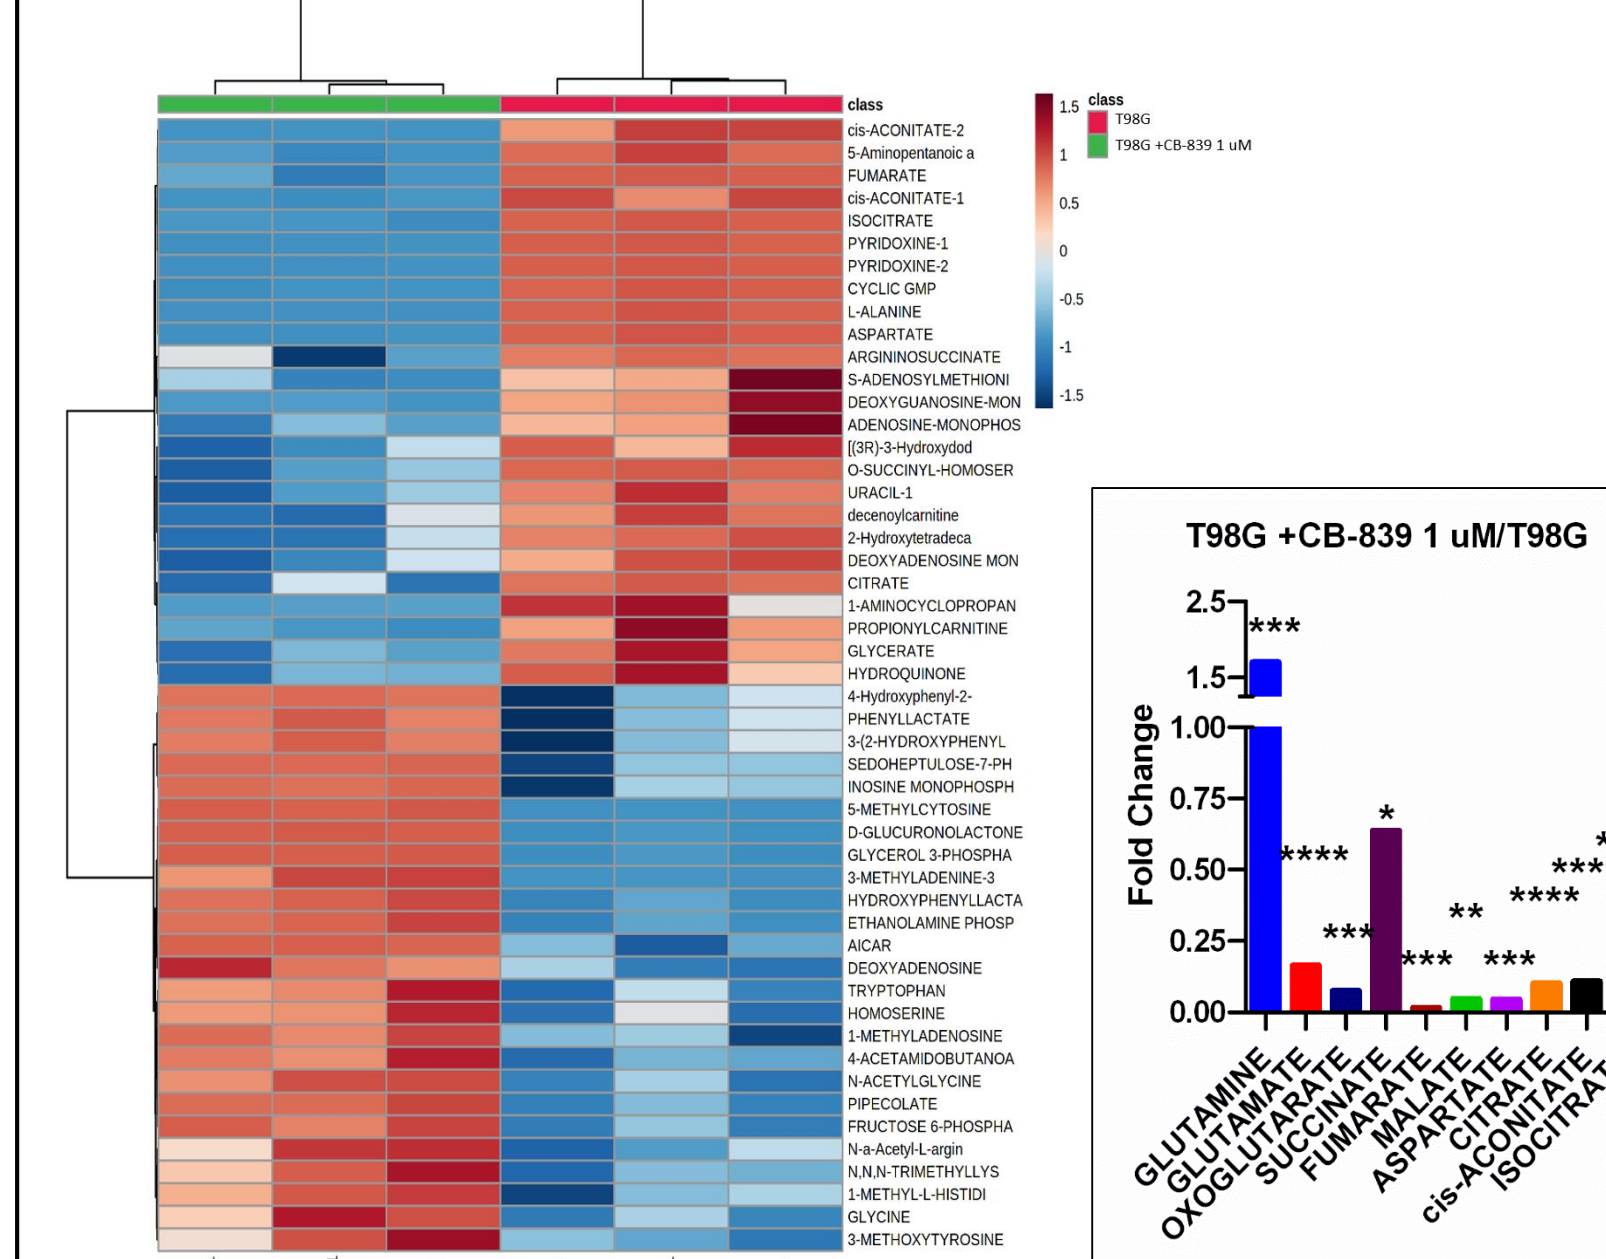 class
cis-ACONITATE-2
5-Aminopentanoic a
FUMARATE
cis-ACONITATE-1
ISOCITRATE
PYRIDOXINE-1
PYRIDOXINE-2
CYCLIC GMP
L-ALANINE
ASPARTATE
ARGININOSUCCINATE
S-ADENOSYLMETHIONI
DEOXYGUANOSINE-MON
ADENOSINE-MONOPHOS
[(3R)-3-Hydroxydod
O-SUCCINYL-HOMOSER
URACIL-1
decenoylcarnitine
2-Hydroxytetradeca
DEOXYADENOSINE MON
CITRATE
1-AMINOCYCLOPROPAN
PROPIONYLCARNITINE
GLYCERATE
HYDROQUINONE
4-Hydroxyphenyl-2-
PHENYLLACTATE
3-(2-HYDROXYPHENYL
SEDOHEPTULOSE-7-PH
INOSINE MONOPHOSPH
5-METHYLCYTOSINE
D-GLUCURONOLACTONE
GLYCEROL 3-PHOSPHA
3-METHYLADENINE-3
HYDROXYPHENYLLACTA
ETHANOLAMINE PHOSP
AICAR
DEOXYADENOSINE
TRYPTOPHAN
HOMOSERINE
1-METHYLADENOSINE
4-ACETAMIDOBUTANOA
N-ACETYLGLYCINE
PIPECOLATE
FRUCTOSE 6-PHOSPHA
N-a-Acetyl-L-argin
N,N,N-TRIMETHYLLYS
1-METHYL-L-HISTIDI
GLYCINE
3-METHOXYTYROSINE
1.5
1
0.5
0
-0.5
-1
-1.5
class
T98G
T98G +CB-839 1 uM
T98G +CB-839 1 uM/T98G
Fold Change
2.5
1.5
1.00
0.75
0.50
0.25
0.00
***
****
***
*
***
**
***
****
***
*
GLUTAMINE
GLUTAMATE
OXOGLUTARATE
SUCCINATE
FUMARATE
MALATE
ASPARTATE
CITRATE
cis-ACONITATE
ISOCITRAT